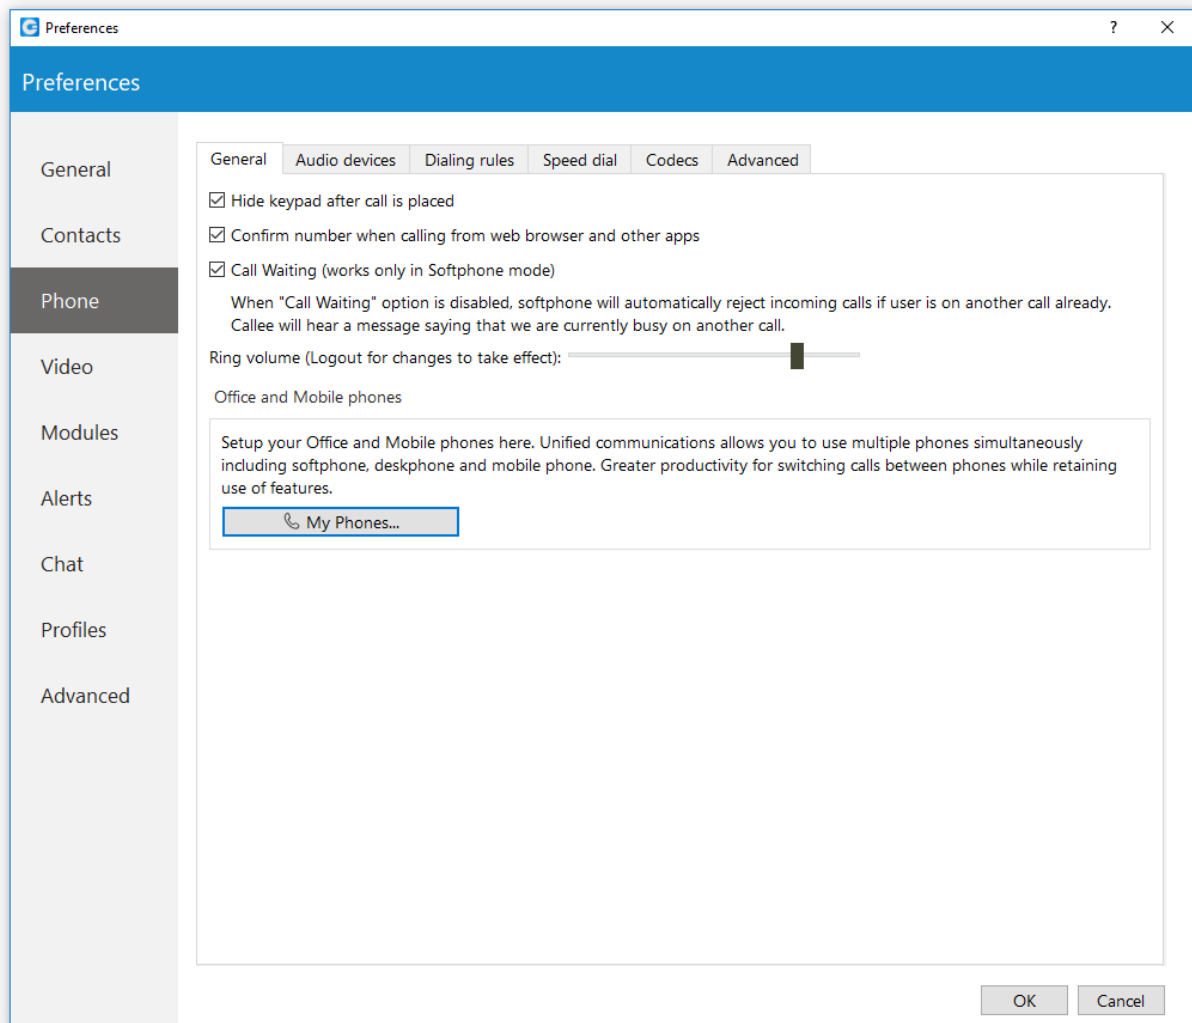 Preferences
?
Preferences
General
Contacts
Phone
Video
Modules
Alerts
Chat
Profiles
Advanced
General Audio devices Dialing rules Speed dial Codecs Advanced
Hide keypad after call is placed
Confirm number when calling from web browser and other apps
Call Waiting (works only in Softphone mode)
When "Call Waiting" option is disabled, softphone will automatically reject incoming calls if user is on another call already.
Callee will hear a message saying that we are currently busy on another call.
Ring volume (Logout for changes to take effect):
Office and Mobile phones
Setup your Office and Mobile phones here. Unified communications allows you to use multiple phones simultaneously
including softphone, deskphone and mobile phone. Greater productivity for switching calls between phones while retaining
use of features.
My Phones...
OK Cancel